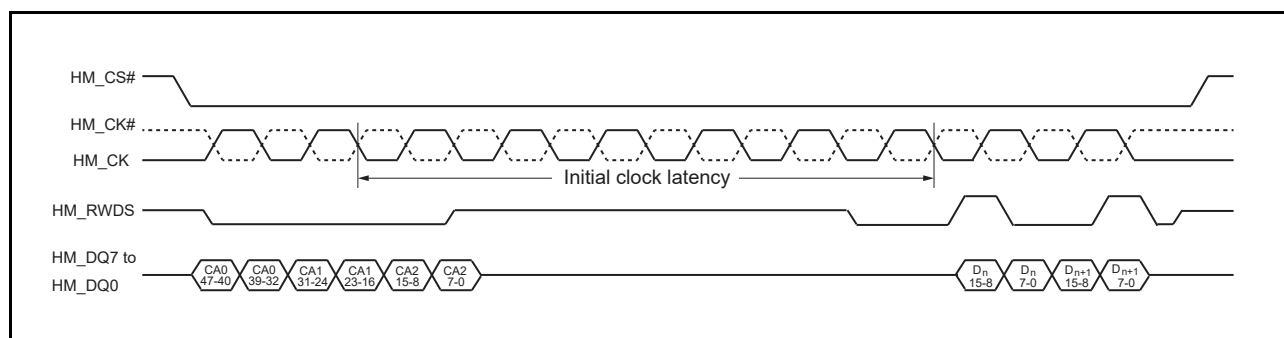 HM_CS#
HM_CK#
HM_CK
Initial clock latency
HM_RWDS
HM_DQ7 to
HM_DQ0
CA0
47-40
CA0
39-32
CA1
31-24
CA1
23-16
CA2
15-8
CA2
7-0
Dn
15-8
Dn
7-0
Dn+1
15-8
Dn+1
7-0